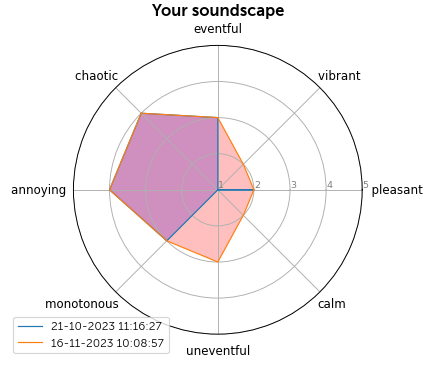 Your soundscape
eventful
chaotic
vibrant
annoying
1
2
3
4
5
pleasant
monotonous
calm
21-10-2023 11:16:27
16-11-2023 10:08:57
uneventful